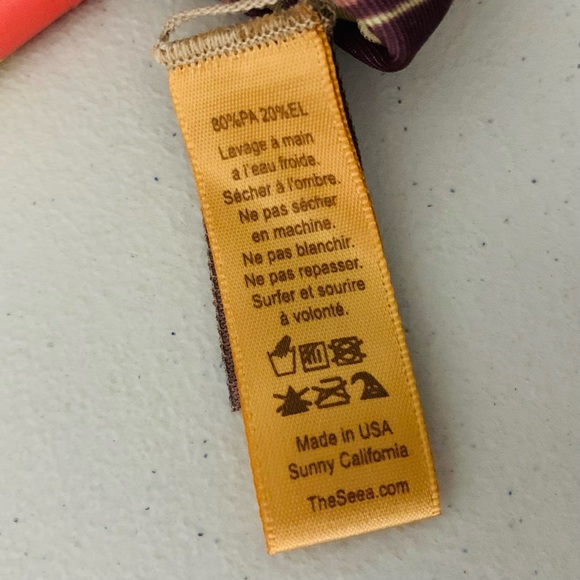 80%PA 20%EL
Lavage à main
a l'eau froide.
Sécher à l'ombre.
Ne pas sécher
en machine.
Ne pas blanchir.
Ne pas repasser.
Surfer et sourire
à volonté.
Made in USA
Sunny California
TheSeea.com